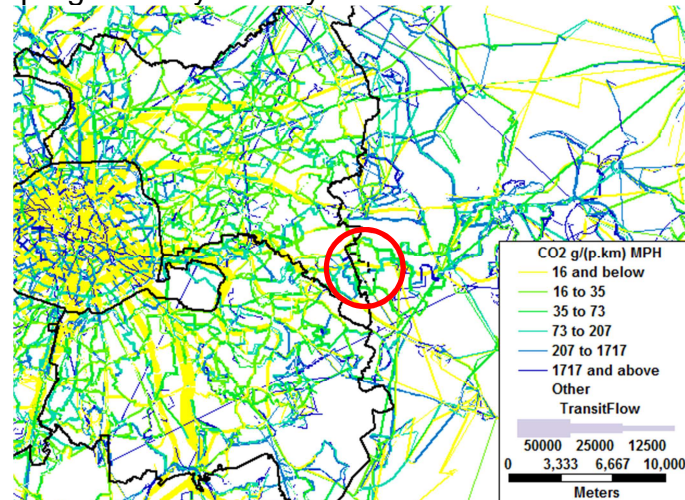 CO2 g/(p.km) MPH
16 and below
16 to 35
35 to 73
73 to 207
207 to 1717
1717 and above
Other
TransitFlow
50000 25000 12500
0 3,333 6,667 10,000
Meters